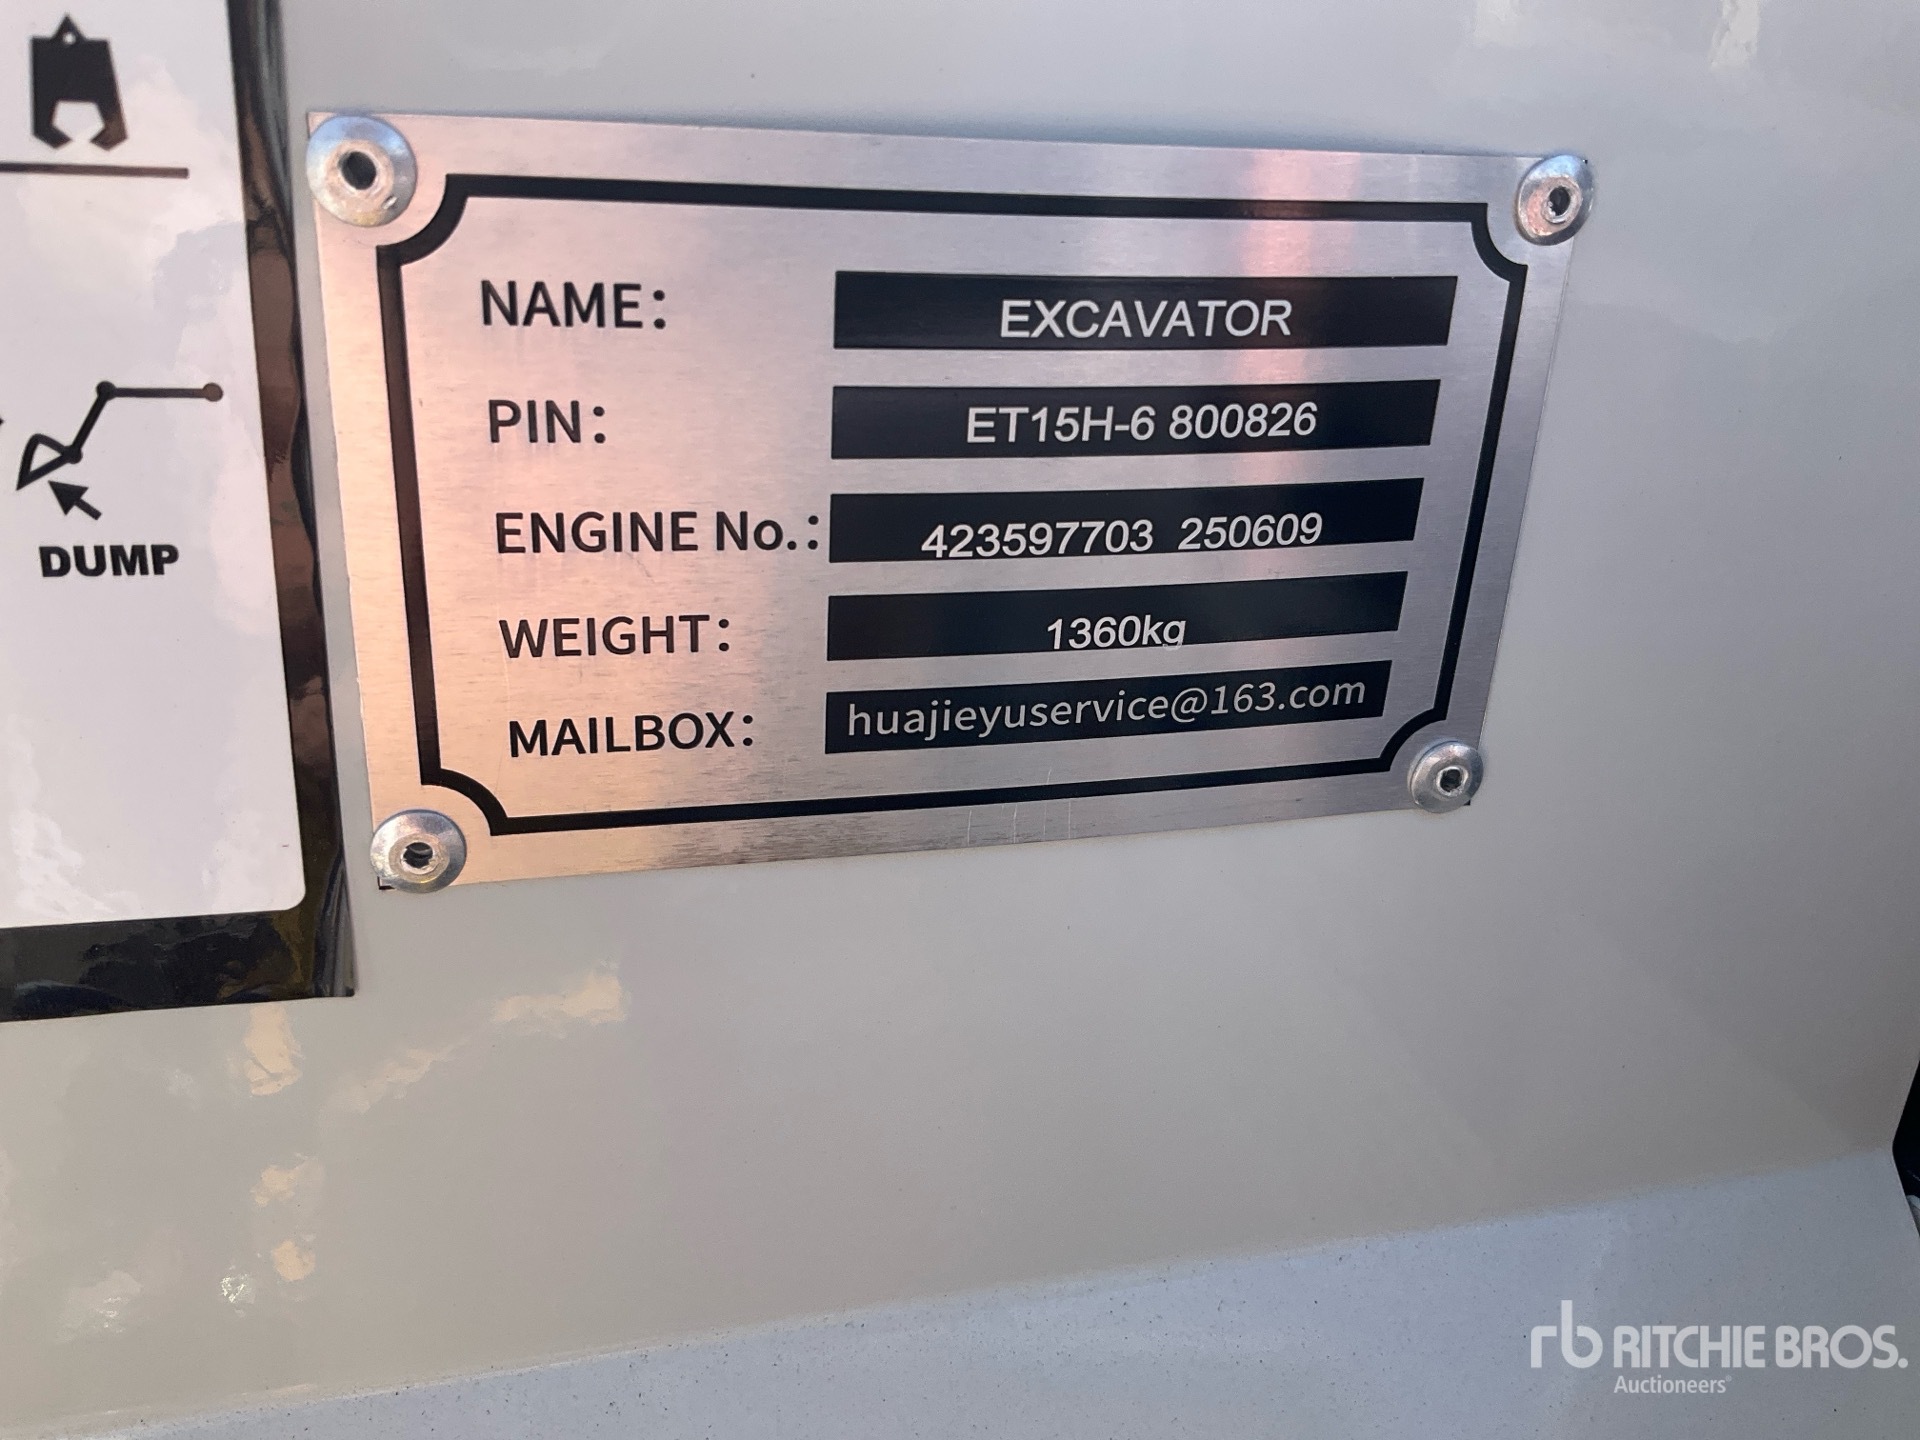 NAME: EXCAVATOR
PIN: ET15H-6 800826
ENGINE No.: 423597703 250609
WEIGHT: 1360kg
MAILBOX: huajieyuservice@163.com
DUMP
rb RITCHIE BROS.
Auctioneers